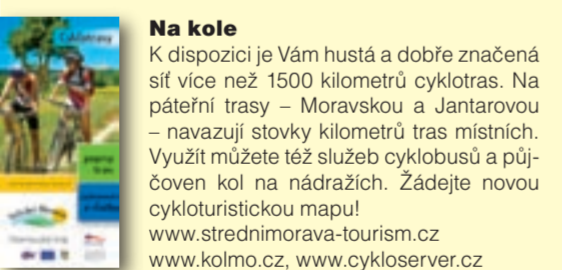 Cyklotrasy
Na kole
K dispozici je Vám hustá a dobře značená
síť více než 1500 kilometrů cyklotras. Na
páteřní trasy – Moravskou a Jantarovou
– navazují stovky kilometrů tras místních.
Využít můžete též služeb cyklobusů a půj-
čoven kol na nádražích. Žádejte novou
cykloturistickou mapu!
www.strednimorava-tourism.cz
www.kolmo.cz, www.cykloserver.cz